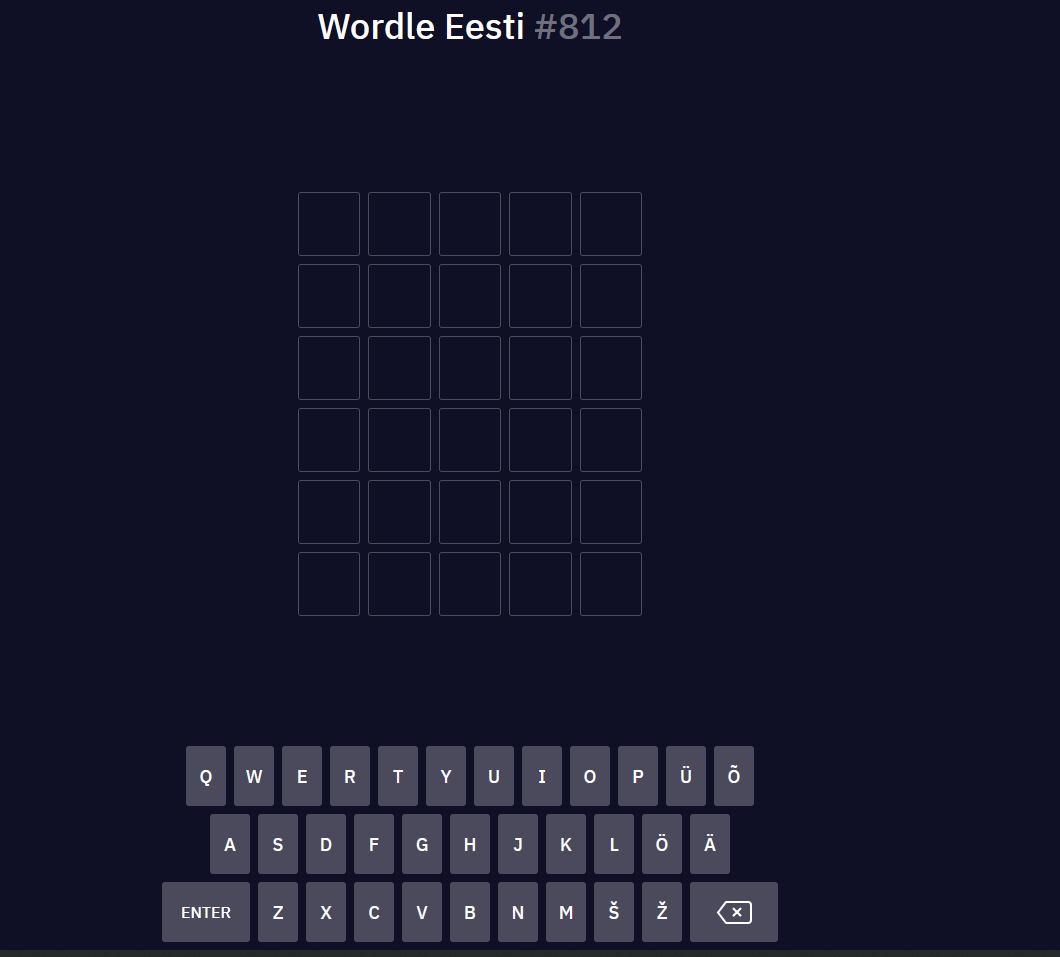 Wordle Eesti #812
Q W E R T Y U I O P Ü Õ
A S D F G H J K L Ö Ä
ENTER Z X C V B N M Š Ž